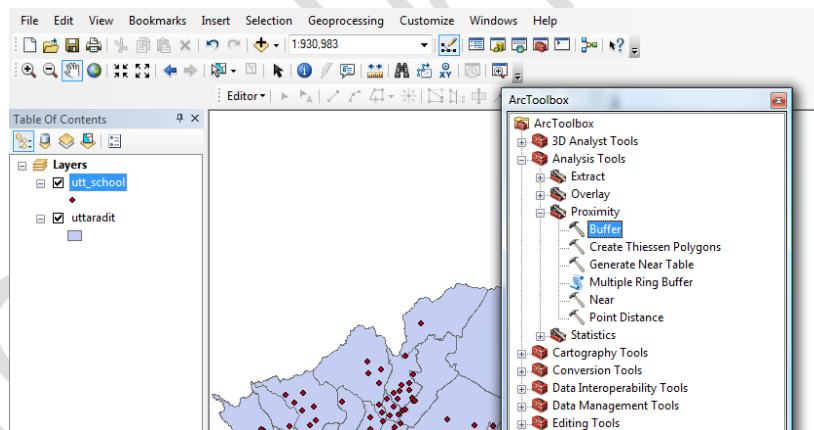 File Edit View Bookmarks Insert Selection Geoprocessing Customize Windows Help
1:930,983
Editor
Table Of Contents
Layers
utt_school
uttaradit
ArcToolbox
ArcToolbox
3D Analyst Tools
Analysis Tools
Extract
Overlay
Proximity
Buffer
Create Thiessen Polygons
Generate Near Table
Multiple Ring Buffer
Near
Point Distance
Statistics
Cartography Tools
Conversion Tools
Data Interoperability Tools
Data Management Tools
Editing Tools